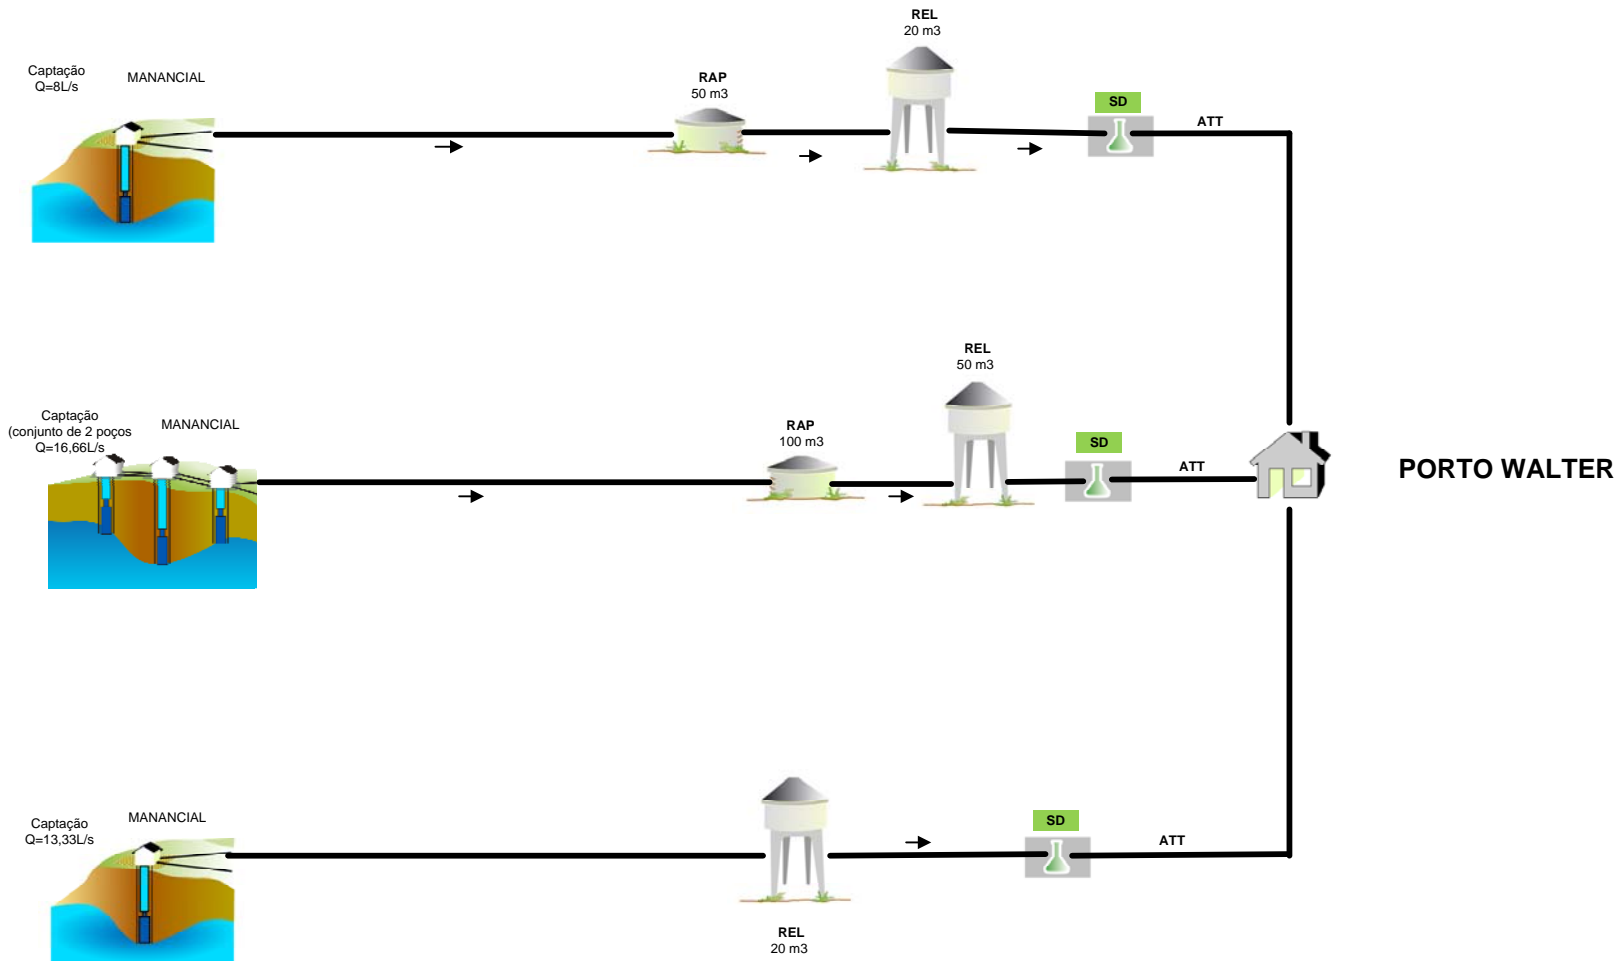 REL
20 m3
Captação
Q=8L/s
MANANCIAL
RAP
50 m3
SD
ATT
REL
50 m3
Captação
(conjunto de 2 poços
Q=16,66L/s
MANANCIAL
RAP
100 m3
SD
ATT
PORTO WALTER
Captação
Q=13,33L/s
MANANCIAL
SD
ATT
REL
20 m3